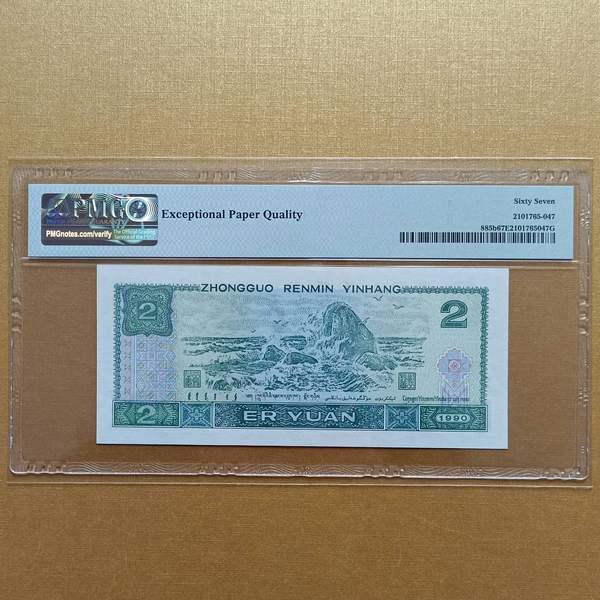 PMG
PMGnotes.com/verify
Exceptional Paper Quality
Sixty Seven
2101765-047
885b67E2101765047G
ZHONGGUO RENMIN YINHANG
2
2
2
ER YUAN
1990